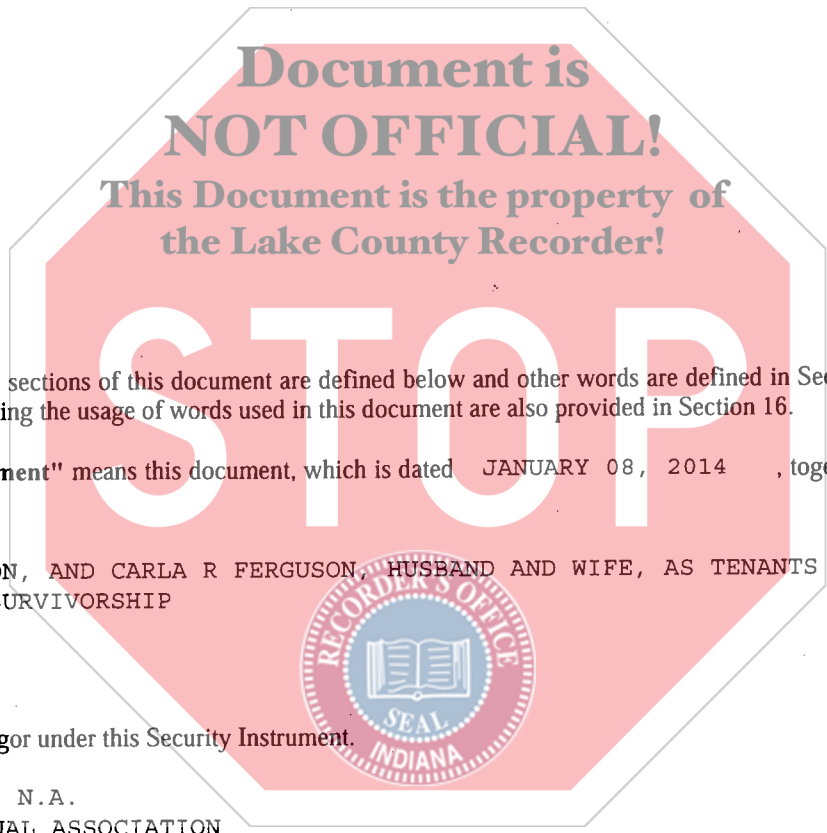 Document is
NOT OFFICIAL!
This Document is the property of
the Lake County Recorder!
STOP
sections of this document are defined below and other words are defined in Sec
ing the usage of words used in this document are also provided in Section 16.
ment" means this document, which is dated JANUARY 08, 2014 , toge
ON, AND CARLA R FERGUSON, HUSBAND AND WIFE, AS TENANTS
SURVIVORSHIP
RECORDER'S OFFICE
SEAL
INDIANA
gor under this Security Instrument.
N.A.
NAL ASSOCIATION